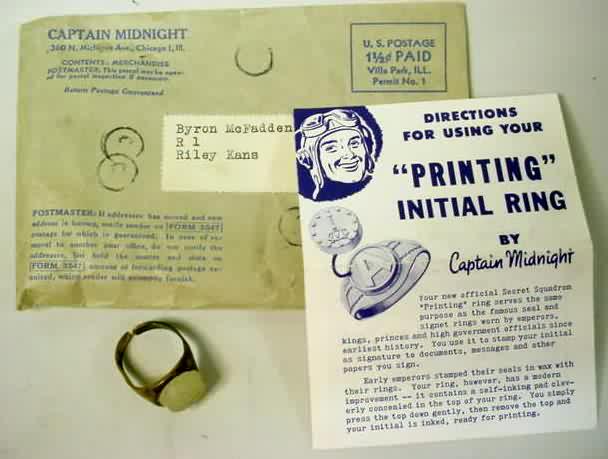 CAPTAIN MIDNIGHT
360 N. Michigan Ave., Chicago 1, Ill.
CONTENTS: MERCHANDISE
POSTMASTER: This parcel may be open-
ed for postal inspection if necessary.
Return Postage Guaranteed
U. S. POSTAGE
1½¢ PAID
Villa Park, ILL.
Permit No. 1
Byron McFadden
R 1
Riley Kans
POSTMASTER: If addressee has moved and new
address is known, notify sender on FORM 3547
postage for which is guaranteed. In case of re-
moval to another post office, do not notify the
addressee, but hold the matter and state on
FORM 3547 amount of forwarding postage re-
quired, which sender will furnish.
DIRECTIONS
FOR USING YOUR
"PRINTING"
INITIAL RING
BY
Captain Midnight
Your new official Secret Squadron
"Printing" ring serves the same
purpose as the famous seal and
signet rings worn by emperors,
kings, princes and high government officials since
earliest history. You use it to stamp your initial
as signature to documents, messages and other
papers you sign.
Early emperors stamped their seals in wax with
their rings. Your ring, however, has a modern
improvement -- it contains a self-inking pad clev-
erly concealed in the top of your ring. You simply
press the top down gently, then remove the top and
your initial is inked, ready for printing.